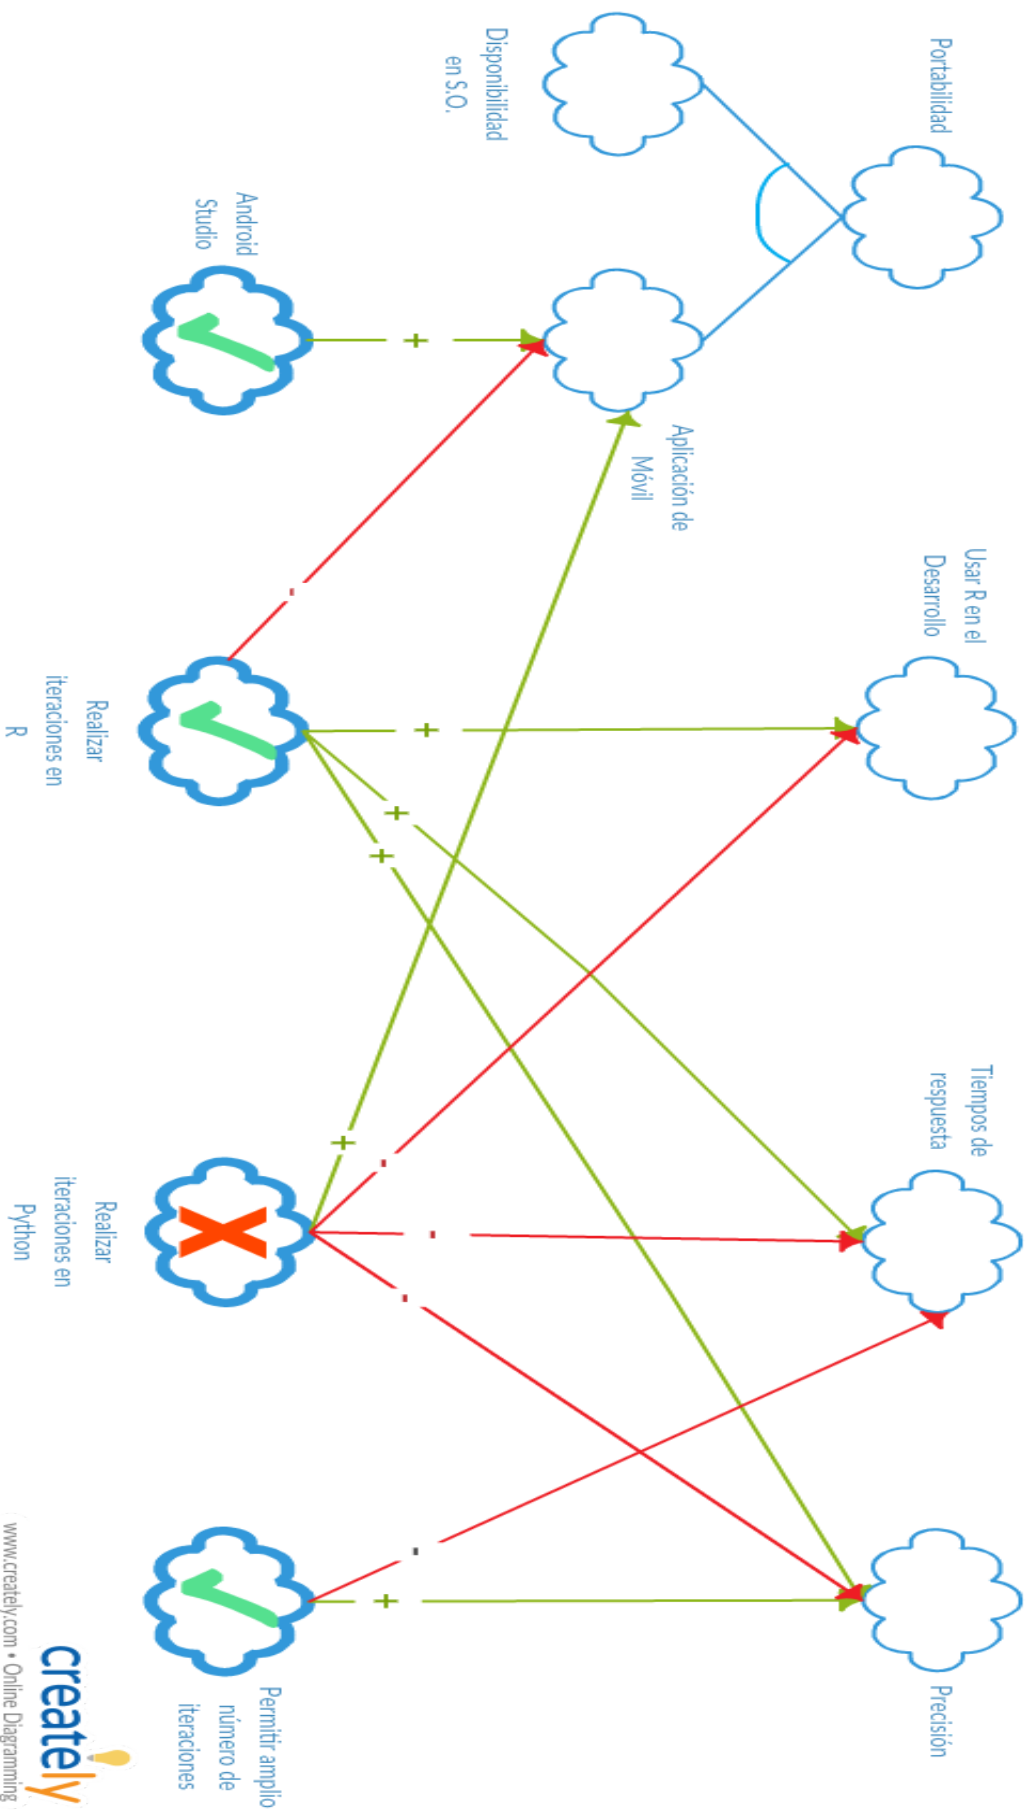 Portabilidad
Usar R en el
Desarrollo
Tiempos de
respuesta
Precisión
Disponibilidad
en S.O.
Aplicación de
Móvil
+
-
+
+
+
+
-
-
-
-
+
Android
Studio
Realizar
iteraciones en
R
Realizar
iteraciones en
Python
X
Permitir amplio
número de
iteraciones
creately
www.creately.com • Online Diagramming